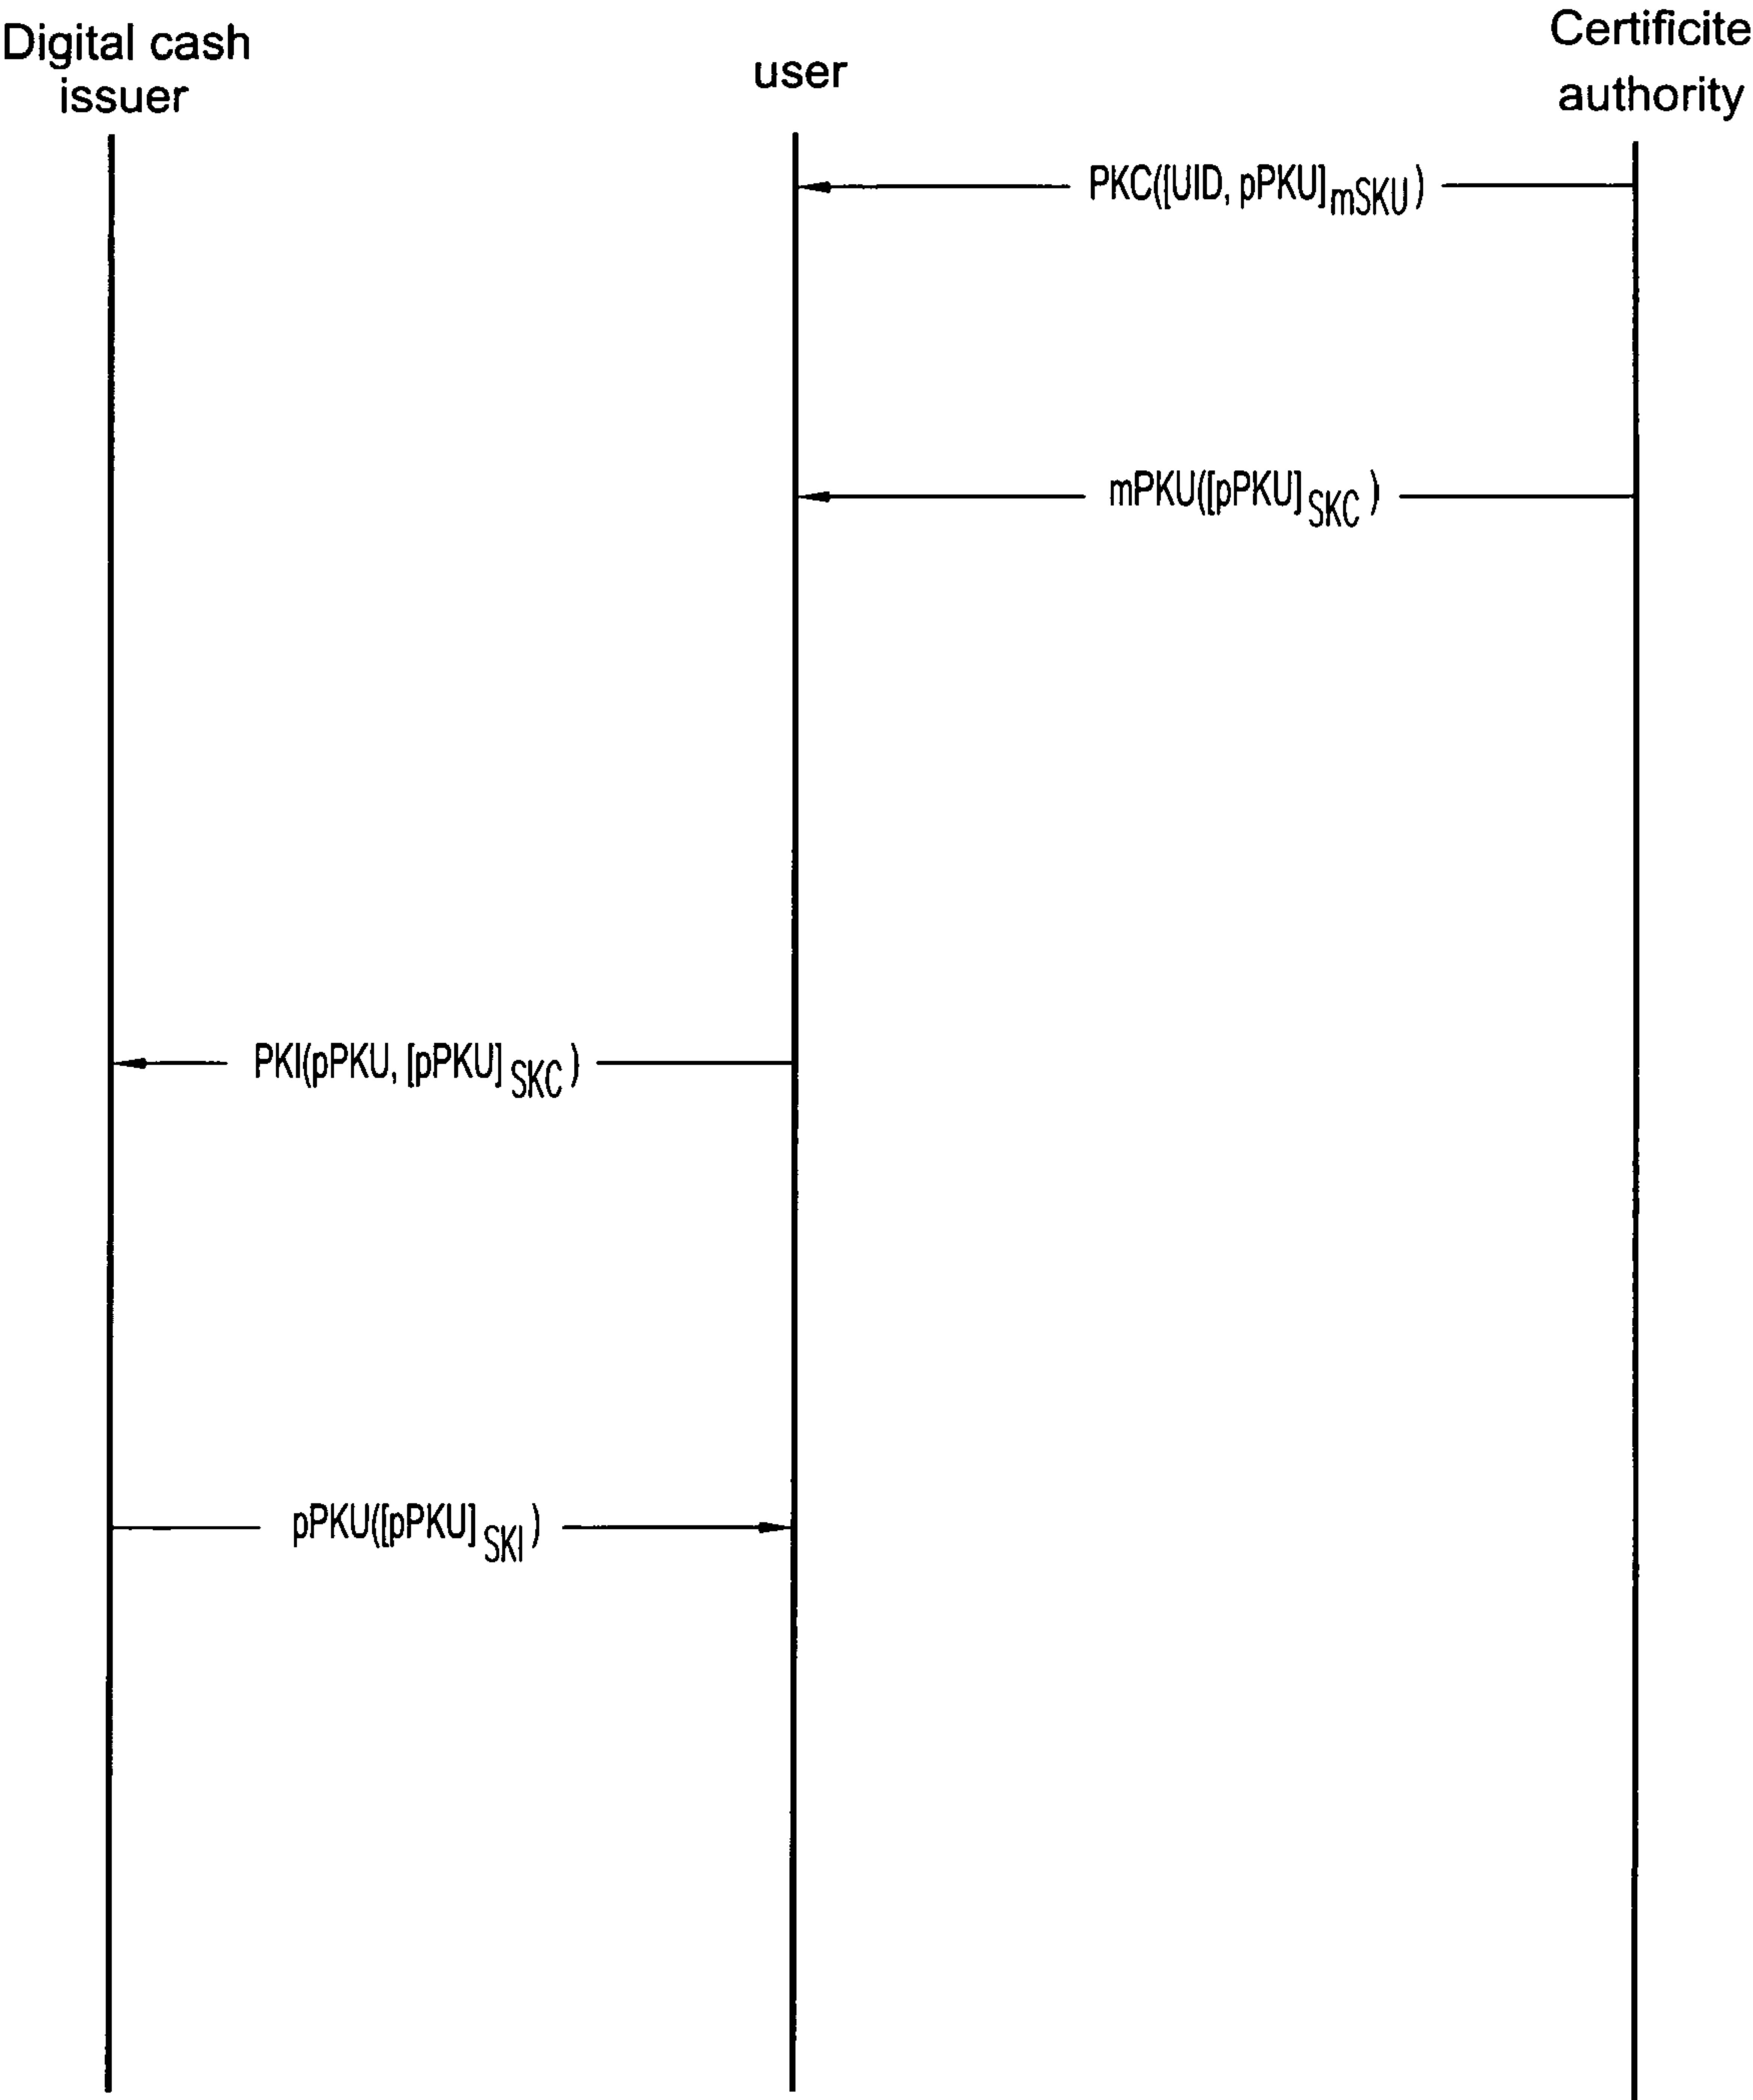 Digital cash
issuer
user
Certificite
authority
PKC([UID, pPKU]mSKU)
mPKU([pPKU]SKC)
PKI(pPKU, [pPKU]SKC)
pPKU([pPKU]SKI)